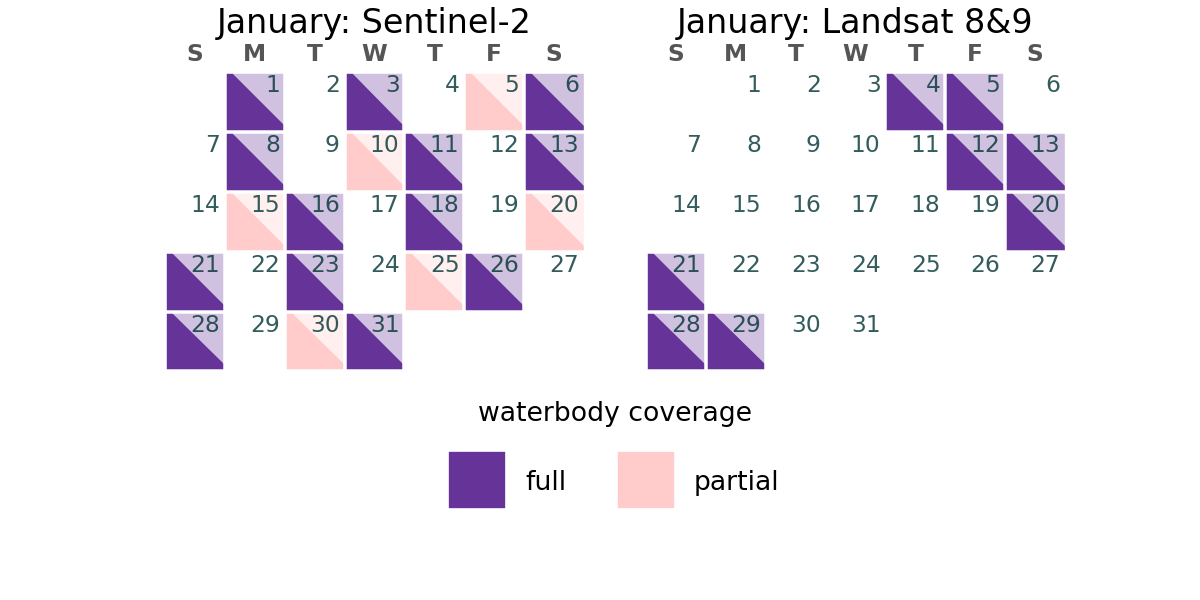 January: Sentinel-2
S M T W T F S
1 2 3 4 5 6
7 8 9 10 11 12 13
14 15 16 17 18 19 20
21 22 23 24 25 26 27
28 29 30 31
January: Landsat 8&9
S M T W T F S
1 2 3 4 5 6
7 8 9 10 11 12 13
14 15 16 17 18 19 20
21 22 23 24 25 26 27
28 29 30 31
waterbody coverage
full partial